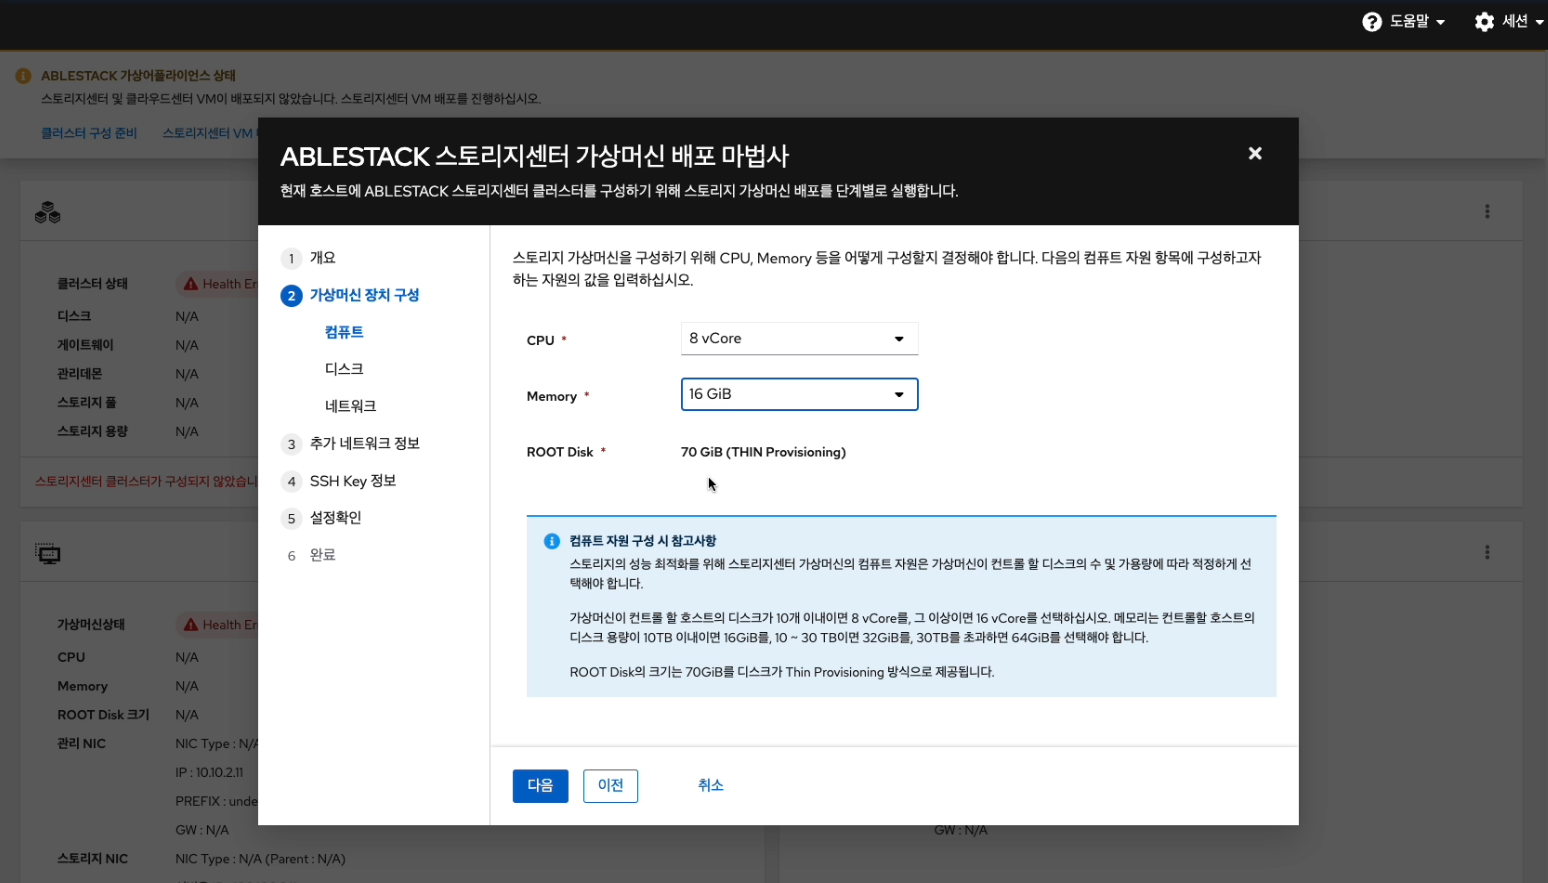 도움말
세션
ABLESTACK 가상어플라이언스 상태
스토리지센터 및 클라우드센터 VM이 배포되지 않았습니다. 스토리지센터 VM 배포를 진행하십시오.
클러스터 구성 준비
스토리지센터 VM
ABLESTACK 스토리지센터 가상머신 배포 마법사
현재 호스트에 ABLESTACK 스토리지센터 클러스터를 구성하기 위해 스토리지 가상머신 배포를 단계별로 실행합니다.
1 개요
2 가상머신 장치 구성
컴퓨트
디스크
네트워크
3 추가 네트워크 정보
4 SSH Key 정보
5 설정확인
6 완료
스토리지 가상머신을 구성하기 위해 CPU, Memory 등을 어떻게 구성할지 결정해야 합니다. 다음의 컴퓨트 자원 항목에 구성하고자
하는 자원의 값을 입력하십시오.
CPU *
8 vCore
Memory *
16 GiB
ROOT Disk *
70 GiB (THIN Provisioning)
컴퓨트 자원 구성 시 참고사항
스토리지의 성능 최적화를 위해 스토리지센터 가상머신의 컴퓨트 자원은 가상머신이 컨트롤 할 디스크의 수 및 가용량에 따라 적정하게 선
택해야 합니다.
가상머신이 컨트롤 할 호스트의 디스크가 10개 이내이면 8 vCore를, 그 이상이면 16 vCore를 선택하십시오. 메모리는 컨트롤할 호스트의
디스크 용량이 10TB 이내이면 16GiB를, 10 ~ 30 TB이면 32GiB를, 30TB를 초과하면 64GiB를 선택해야 합니다.
ROOT Disk의 크기는 70GiB를 디스크가 Thin Provisioning 방식으로 제공됩니다.
다음
이전
취소
클러스터 상태
Health Er
디스크 N/A
게이트웨이 N/A
관리데몬 N/A
스토리지 풀 N/A
스토리지 용량 N/A
스토리지센터 클러스터가 구성되지 않았습니
가상머신상태
Health Er
CPU N/A
Memory N/A
ROOT Disk 크기 N/A
관리 NIC
NIC Type : N/A
IP : 10.10.2.11
PREFIX : unde
GW : N/A
스토리지 NIC
NIC Type : N/A (Parent : N/A)
GW : N/A